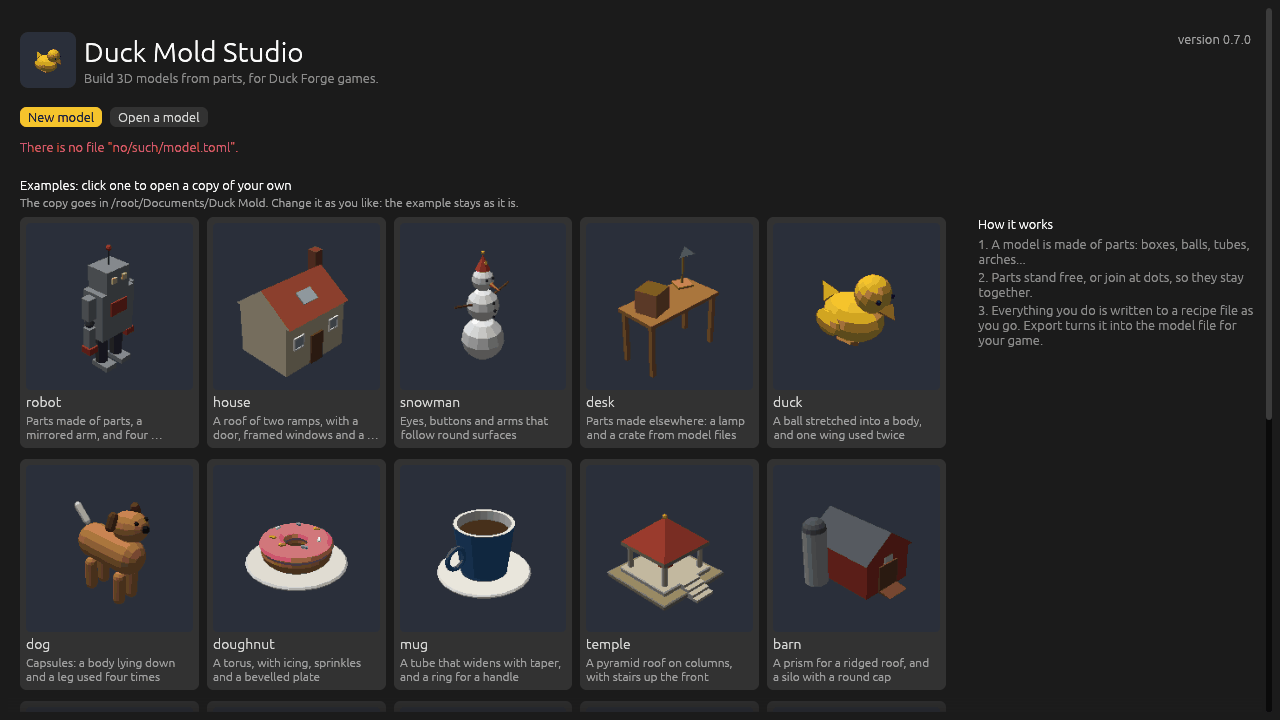 Duck Mold Studio
version 0.7.0
Build 3D models from parts, for Duck Forge games.
New model
Open a model
There is no file "no/such/model.toml".
Examples: click one to open a copy of your own
The copy goes in /root/Documents/Duck Mold. Change it as you like: the example stays as it is.
robot
Parts made of parts, a
mirrored arm, and four ...
house
A roof of two ramps, with a
door, framed windows and a ...
snowman
Eyes, buttons and arms that
follow round surfaces
desk
Parts made elsewhere: a lamp
and a crate from model files
duck
A ball stretched into a body,
and one wing used twice
How it works
1. A model is made of parts: boxes, balls, tubes,
arches...
2. Parts stand free, or join at dots, so they stay
together.
3. Everything you do is written to a recipe file as
you go. Export turns it into the model file for
your game.
dog
Capsules: a body lying down
and a leg used four times
doughnut
A torus, with icing, sprinkles
and a bevelled plate
mug
A tube that widens with taper,
and a ring for a handle
temple
A pyramid roof on columns,
with stairs up the front
barn
A prism for a ridged roof, and
a silo with a round cap